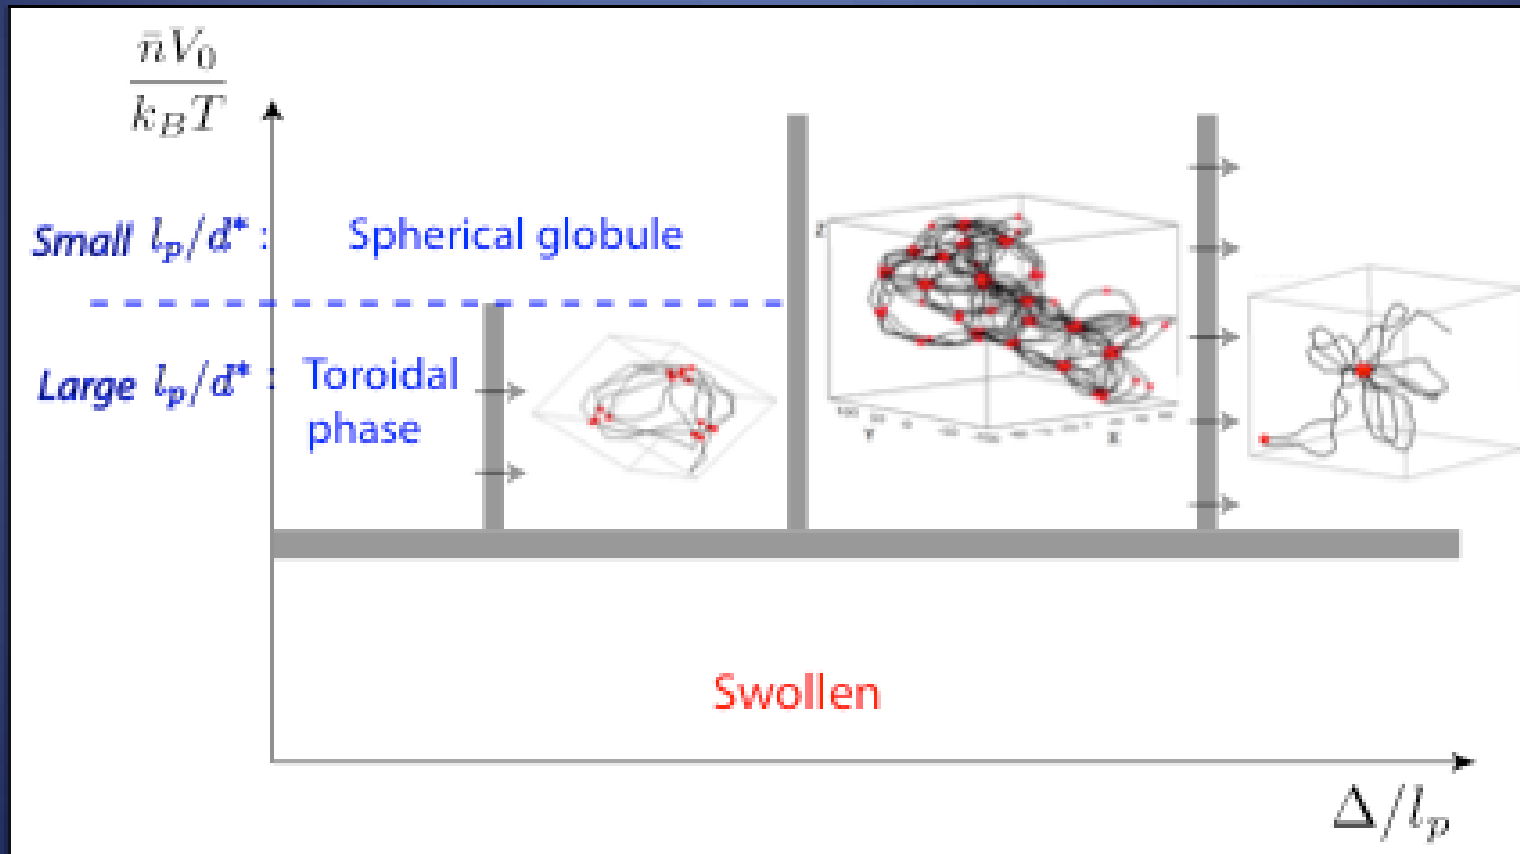 n̄V₀
k_BT
Small l_p/d* :
Spherical globule
Large l_p/d* :
Toroidal
phase
Swollen
Δ/l_p